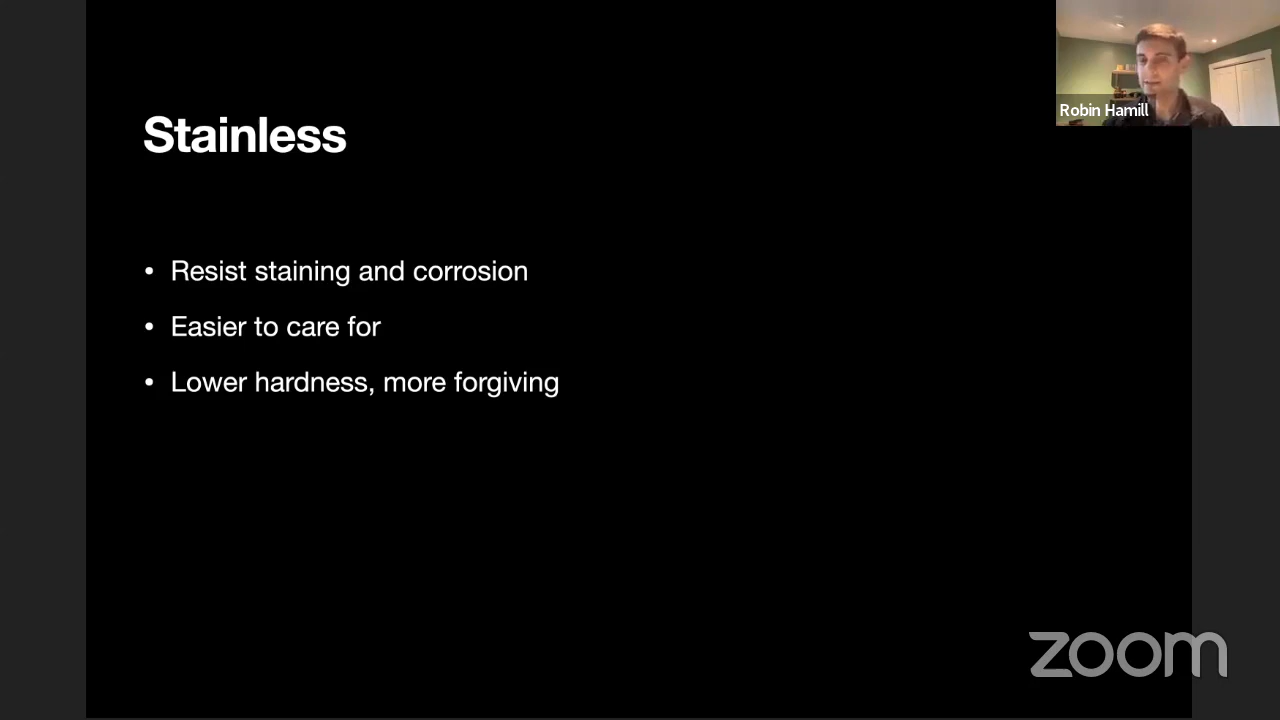 Stainless
• Resist staining and corrosion
• Easier to care for
• Lower hardness, more forgiving
Robin Hamill
zoom